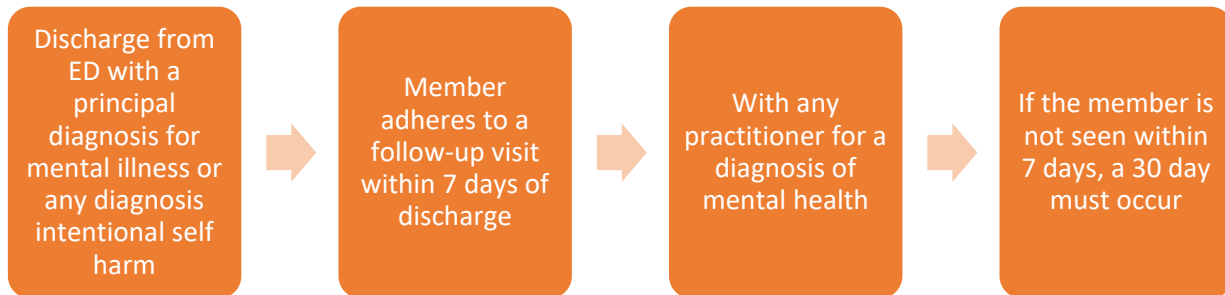 Discharge from
ED with a
principal
diagnosis for
mental illness or
any diagnosis
intentional self
harm
Member
adheres to a
follow-up visit
within 7 days of
discharge
With any
practitioner for a
diagnosis of
mental health
If the member is
not seen within
7 days, a 30 day
must occur